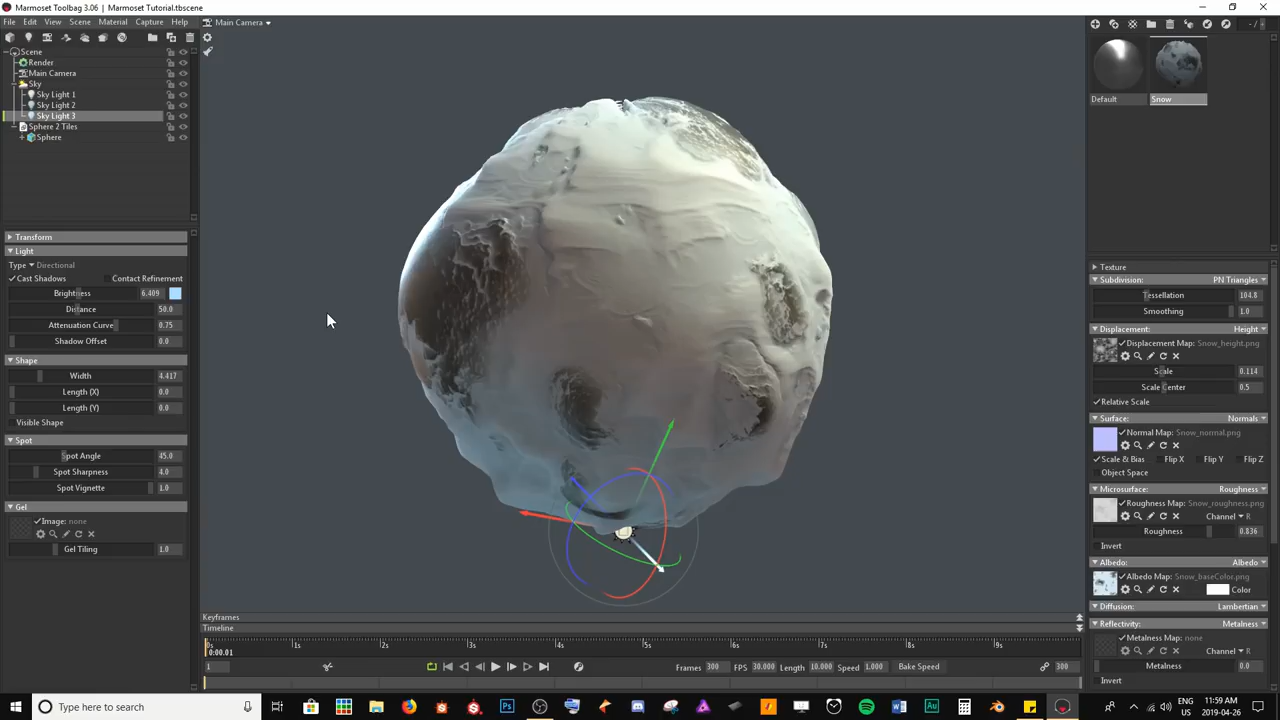 Marmoset Toolbag 3.06 - Marmoset Tutorial.tbscene
File Edit View Scene Material Capture Help
Main Camera
Scene
Render
Main Camera
Sky
Sky Light 1
Sky Light 2
Sky Light 3
Sphere 2 Tiles
Sphere
Transform
Light
Type Directional
Cast Shadows Contact Refinement
Brightness 6.409
Distance 50.0
Attenuation Curve 0.75
Shadow Offset 0.0
Shape
Width 4.417
Length (X) 0.0
Length (Y) 0.0
Visible Shape
Spot
Spot Angle 45.0
Spot Sharpness 4.0
Spot Vignette 1.0
Gel
Image: none
Gel Tiling 1.0
Default Snow
Texture
Subdivision: PN Triangles
Tessellation 104.8
Smoothing 1.0
Displacement: Height
Displacement Map: Snow_height.png
Scale 0.114
Scale Center 0.5
Relative Scale
Surface: Normals
Normal Map: Snow_normal.png
Scale & Bias Flip X Flip Y Flip Z
Object Space
Microsurface: Roughness
Roughness Map: Snow_roughness.png
Channel R
Roughness 0.836
Invert
Albedo: Albedo
Albedo Map: Snow_baseColor.png
Color
Diffusion: Lambertian
Reflectivity: Metalness
Metalness Map: none
Channel R
Metalness 0.0
Invert
Keyframes
Timeline
0s 1s 2s 3s 4s 5s 6s 7s 8s 9s
0:00.01
1 Frames 300 FPS 30.000 Length 10.000 Speed 1.000 Bake Speed 300
Type here to search
ENG
US
11:59 AM
2019-04-26